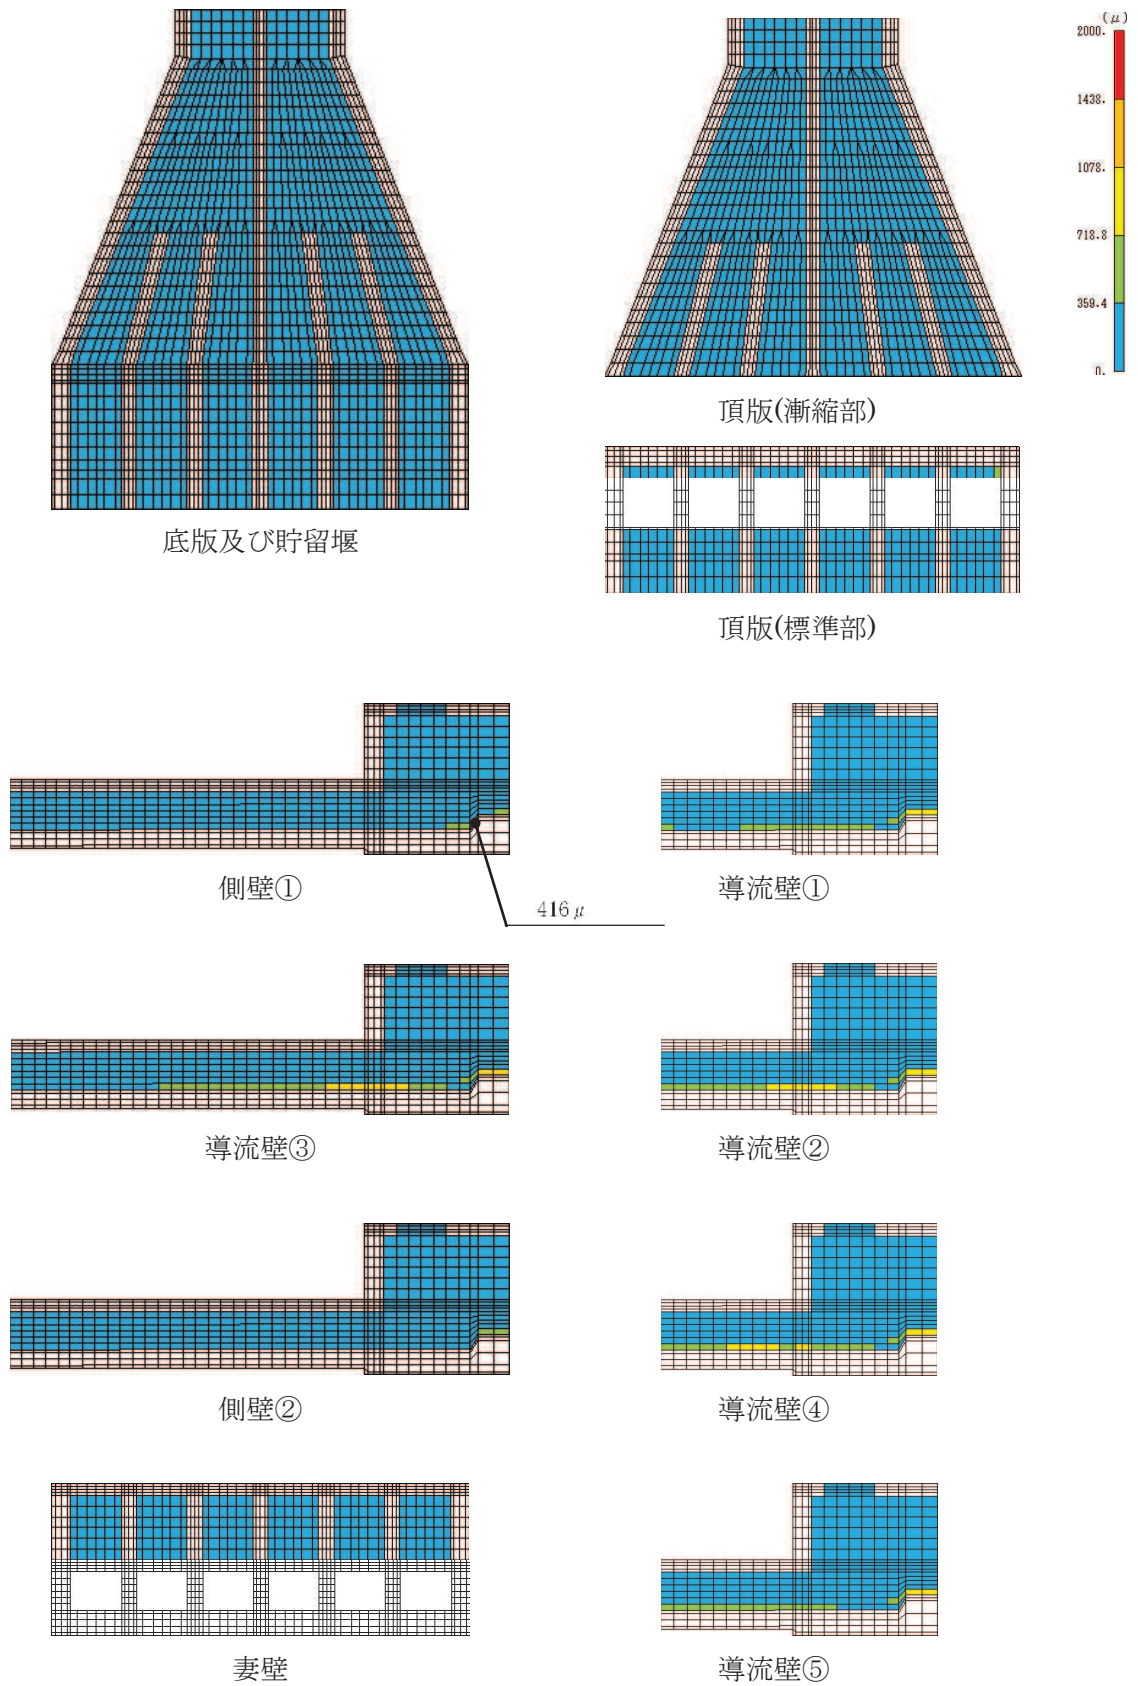 (μ)
2000.
1438.
1078.
718.8
359.4
0.
頂版(漸縮部)
底版及び貯留堰
頂版(標準部)
側壁①
導流壁①
416μ
導流壁③
導流壁②
側壁②
導流壁④
妻壁
導流壁⑤